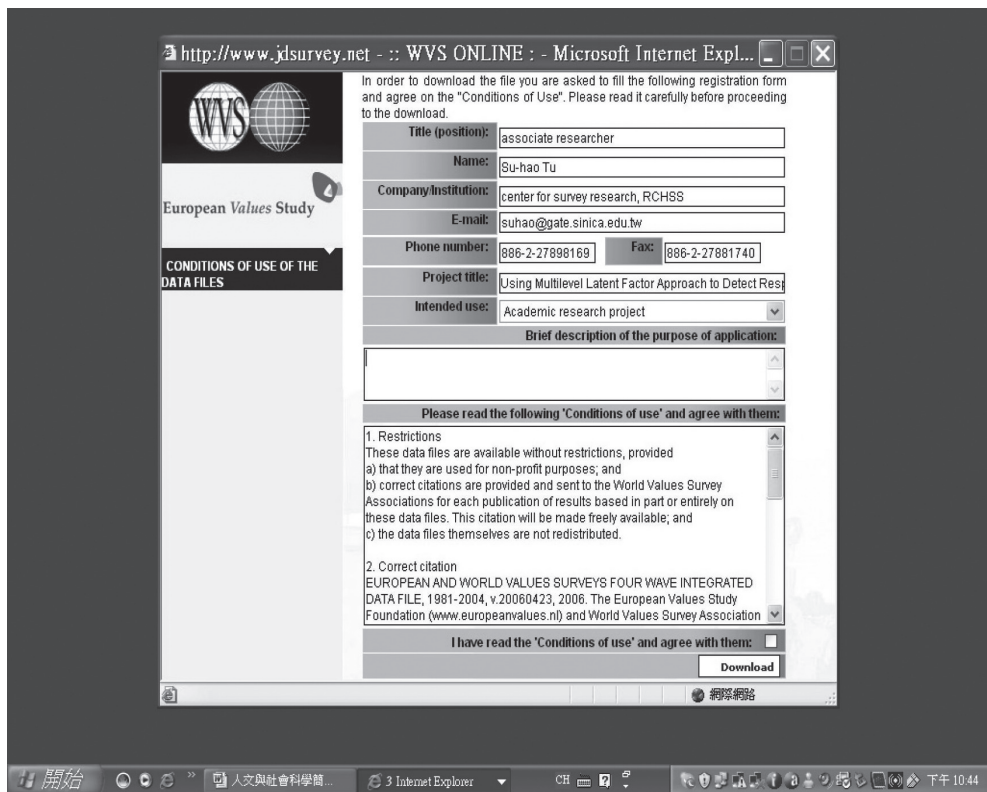 http://www.jdsurvey.net - :: WVS ONLINE : - Microsoft Internet Expl...
WVS
European Values Study
CONDITIONS OF USE OF THE
DATA FILES
In order to download the file you are asked to fill the following registration form
and agree on the "Conditions of Use". Please read it carefully before proceeding
to the download.
Title (position): associate researcher
Name: Su-hao Tu
Company/Institution: center for survey research, RCHSS
E-mail: suhao@gate.sinica.edu.tw
Phone number: 886-2-27898169 Fax: 886-2-27881740
Project title: Using Multilevel Latent Factor Approach to Detect Resp
Intended use: Academic research project
Brief description of the purpose of application:
Please read the following 'Conditions of use' and agree with them:
1. Restrictions
These data files are available without restrictions, provided
a) that they are used for non-profit purposes; and
b) correct citations are provided and sent to the World Values Survey
Associations for each publication of results based in part or entirely on
these data files. This citation will be made freely available; and
c) the data files themselves are not redistributed.
2. Correct citation
EUROPEAN AND WORLD VALUES SURVEYS FOUR WAVE INTEGRATED
DATA FILE, 1981-2004, v.20060423, 2006. The European Values Study
Foundation (www.europeanvalues.nl) and World Values Survey Association
I have read the 'Conditions of use' and agree with them:
Download
網際網路
開始 人文與社會科學簡... 3 Internet Explorer CH 下午 10:44